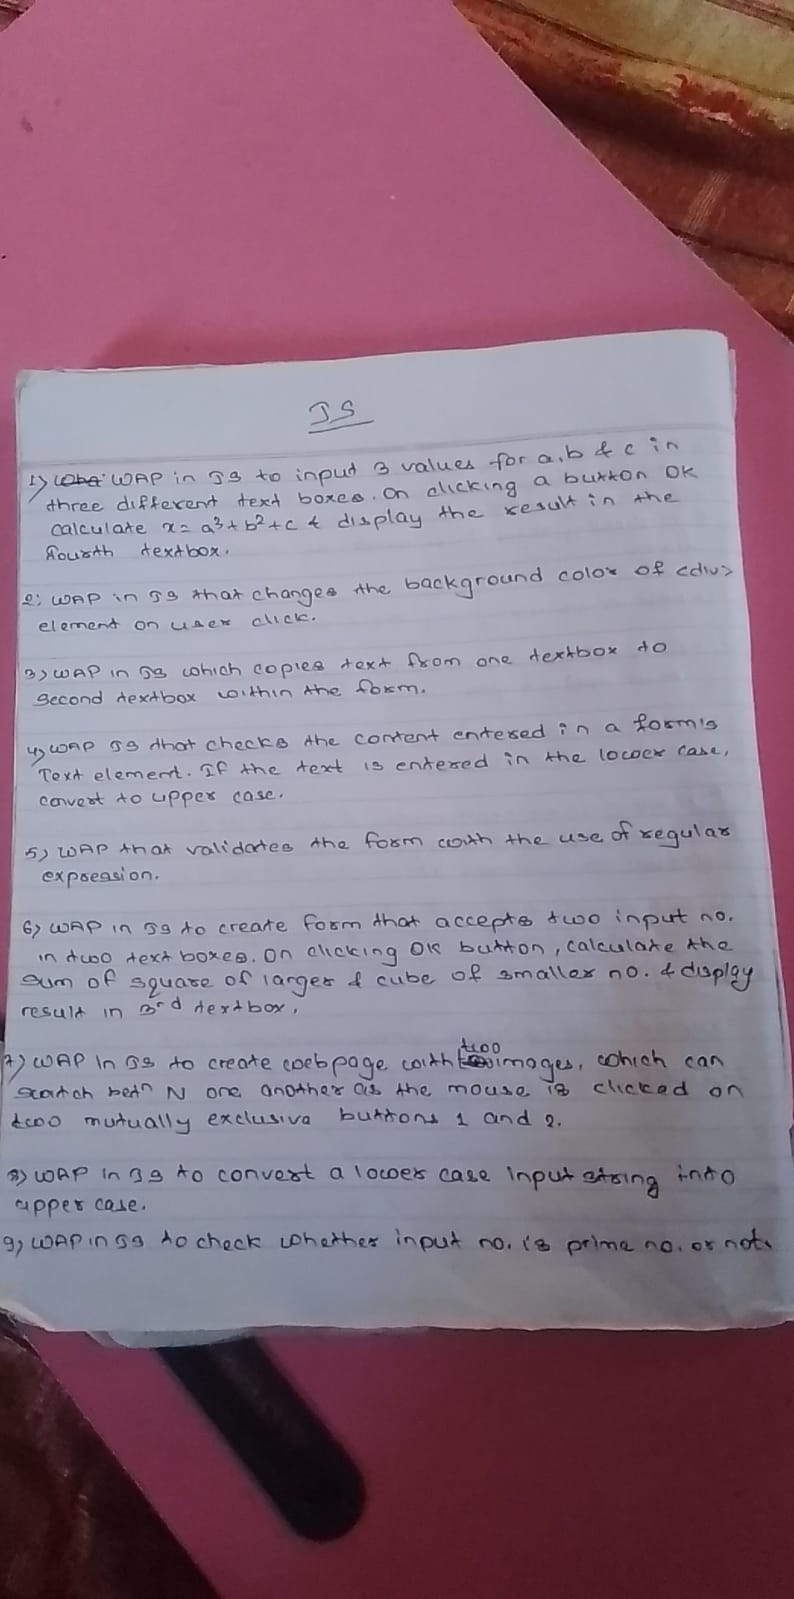 JS
1) WAP in JS to input 3 values for a, b & c in
three different text boxes. On clicking a button OK
calculate x = a³ + b² + c & display the result in the
fourth textbox.
2: WAP in JS that changes the background color of <div>
element on user click.
3) WAP in JS which copies text from one textbox to
second textbox within the form.
4) WAP JS that checks the content entered in a form's
Text element. If the text is entered in the lower case,
convert to upper case.
5) WAP that validates the form with the use of regular
expression.
6) WAP in JS to create form that accepts two input no.
in two text boxes. On clicking OK button, calculate the
sum of square of larger & cube of smaller no. & display
result in 3rd textbox.
7) WAP in JS to create webpage with two images, which can
switch betn N one another as the mouse is clicked on
two mutually exclusive buttons 1 and 2.
8) WAP in JS to convert a lower case input string into
upper case.
9) WAP in JS to check whether input no. is prime no. or not.